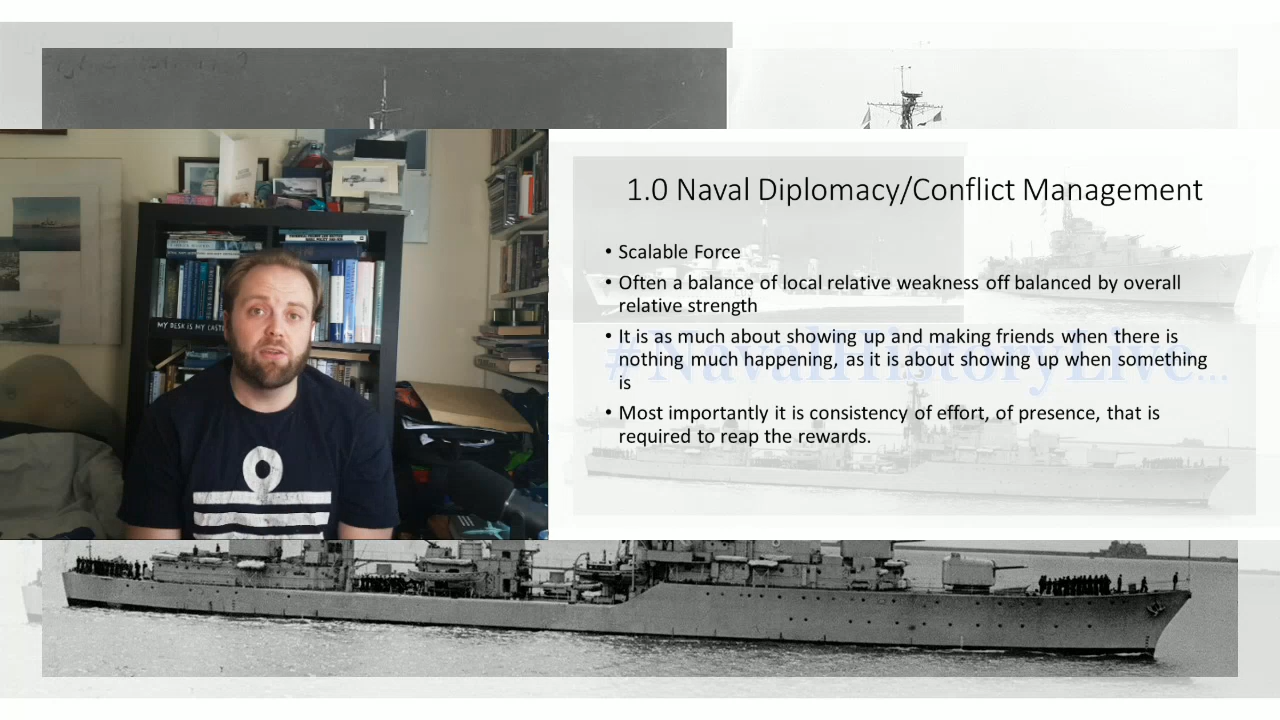 1.0 Naval Diplomacy/Conflict Management
• Scalable Force
• Often a balance of local relative weakness off balanced by overall
relative strength
• It is as much about showing up and making friends when there is
nothing much happening, as it is about showing up when something
is
#NavalHistoryLive...
• Most importantly it is consistency of effort, of presence, that is
required to reap the rewards.
MY DESK IS MY CASTLE